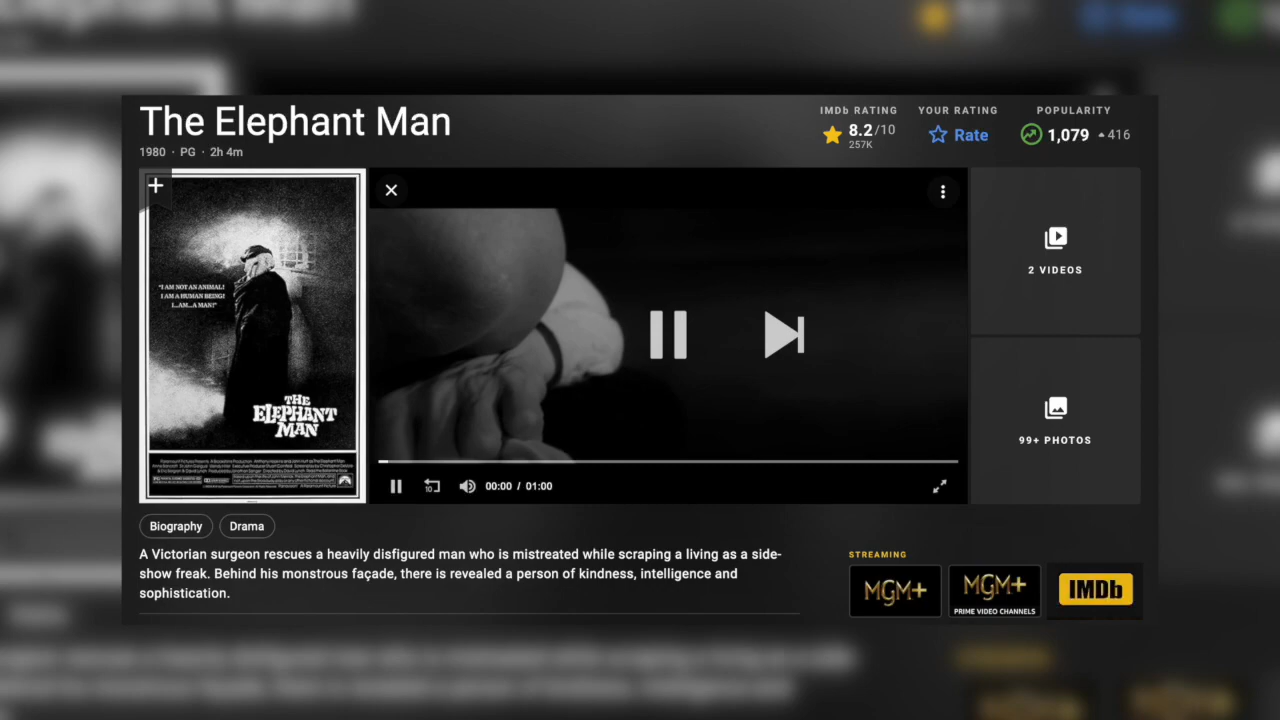 The Elephant Man
1980 · PG · 2h 4m
IMDb RATING
8.2/10
257K
YOUR RATING
Rate
POPULARITY
1,079 416
"I AM NOT AN ANIMAL!
I AM A HUMAN BEING!
I...AM...A MAN!"
THE
ELEPHANT
MAN
2 VIDEOS
99+ PHOTOS
10
00:00 / 01:00
Biography
Drama
A Victorian surgeon rescues a heavily disfigured man who is mistreated while scraping a living as a side-
show freak. Behind his monstrous façade, there is revealed a person of kindness, intelligence and
sophistication.
STREAMING
MGM+
MGM+
PRIME VIDEO CHANNELS
IMDb